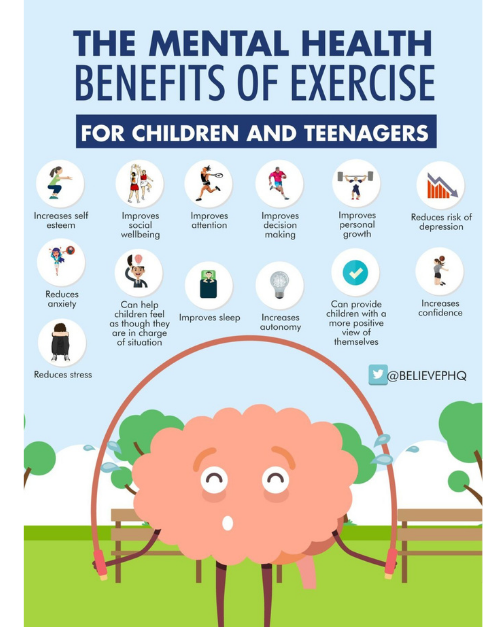 THE MENTAL HEALTH
BENEFITS OF EXERCISE
FOR CHILDREN AND TEENAGERS
Increases self
esteem
Improves
social
wellbeing
Improves
attention
Improves
decision
making
Improves
personal
growth
Reduces risk of
depression
Reduces
anxiety
Can help
children feel
as though they
are in charge
of situation
Improves sleep
Increases
autonomy
Can provide
children with a
more positive
view of
themselves
Increases
confidence
Reduces stress
@BELIEVEPHQ